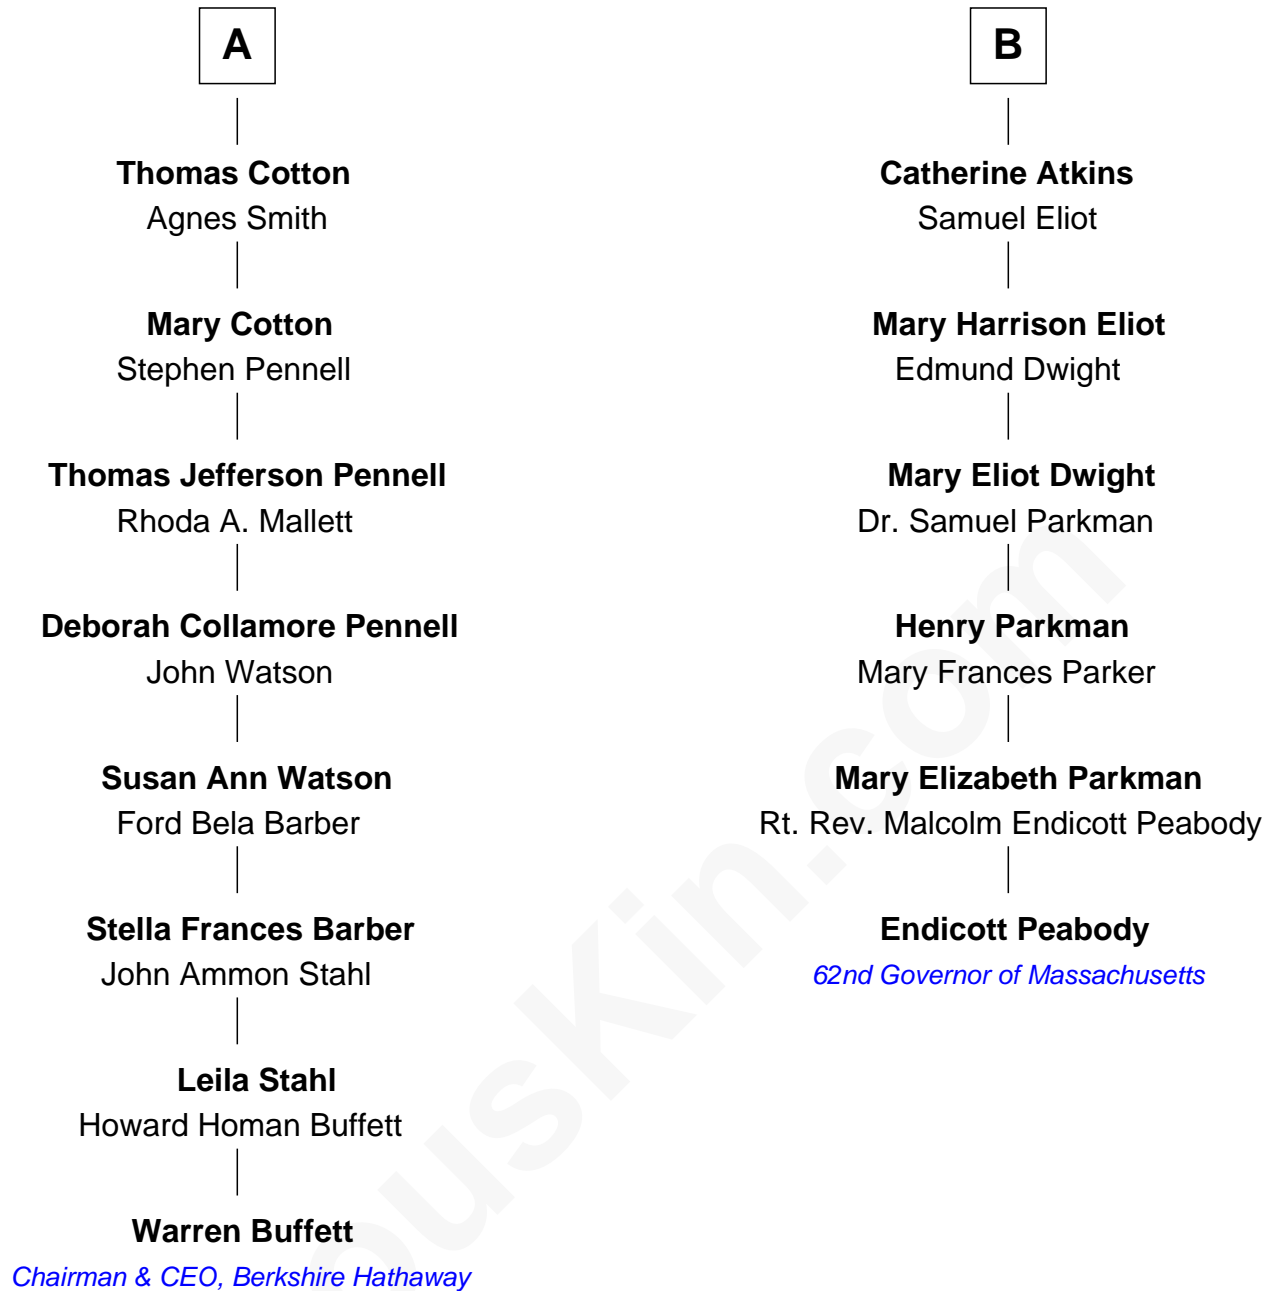 A
Thomas Cotton
Agnes Smith
Mary Cotton
Stephen Pennell
Thomas Jefferson Pennell
Rhoda A. Mallett
Deborah Collamore Pennell
John Watson
Susan Ann Watson
Ford Bela Barber
Stella Frances Barber
John Ammon Stahl
Leila Stahl
Howard Homan Buffett
Warren Buffett
Chairman & CEO, Berkshire Hathaway
B
Catherine Atkins
Samuel Eliot
Mary Harrison Eliot
Edmund Dwight
Mary Eliot Dwight
Dr. Samuel Parkman
Henry Parkman
Mary Frances Parker
Mary Elizabeth Parkman
Rt. Rev. Malcolm Endicott Peabody
Endicott Peabody
62nd Governor of Massachusetts
ousKin.com